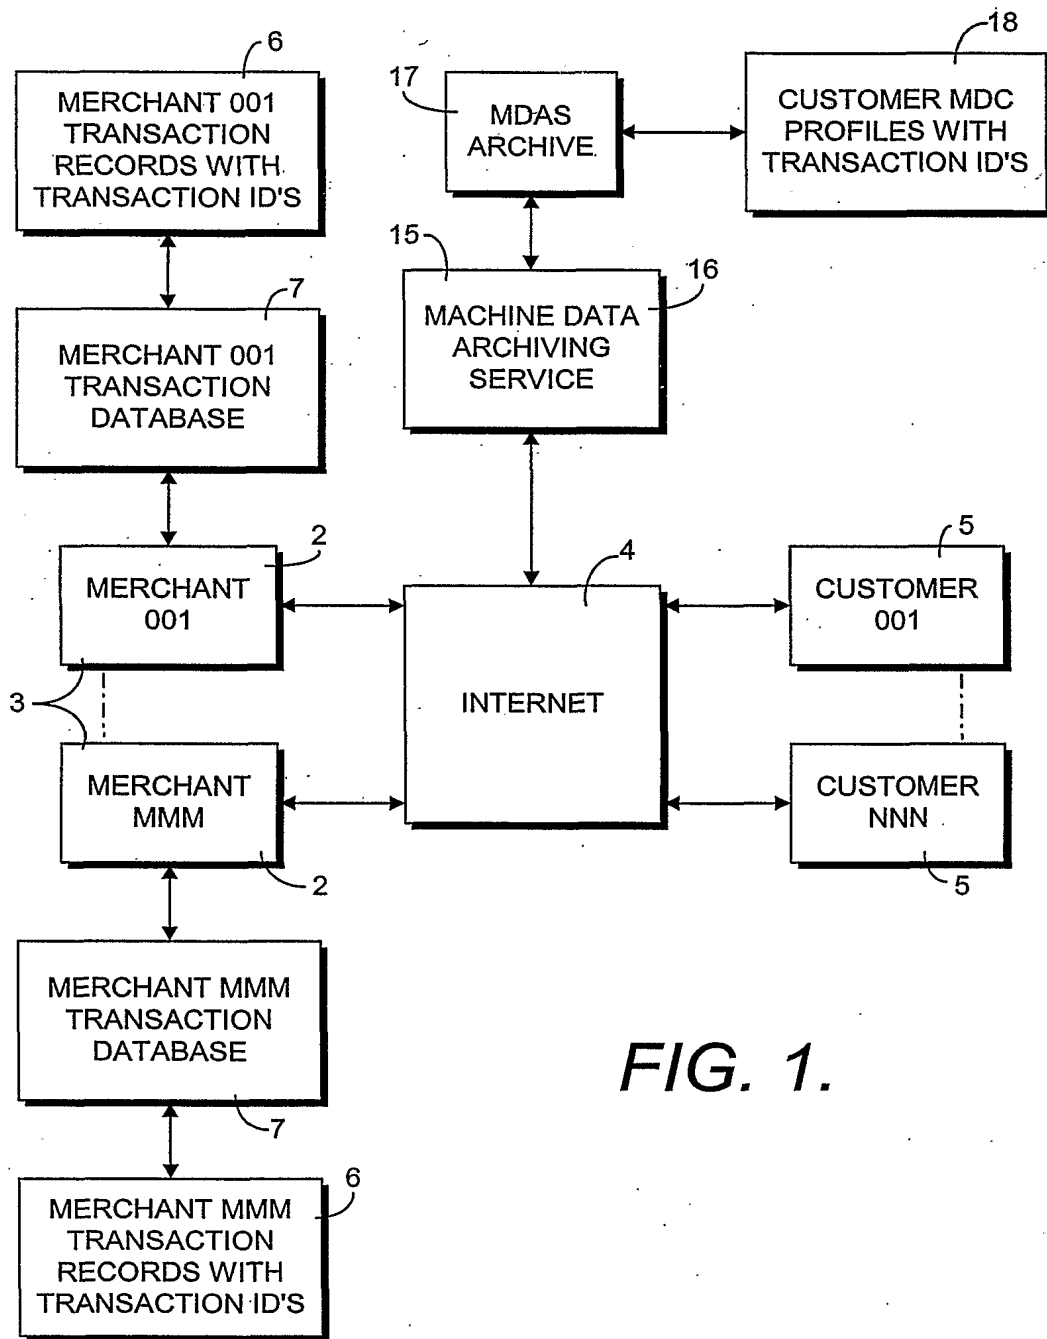 6
MERCHANT 001
TRANSACTION
RECORDS WITH
TRANSACTION ID'S
17
MDAS
ARCHIVE
18
CUSTOMER MDC
PROFILES WITH
TRANSACTION ID'S
7
MERCHANT 001
TRANSACTION
DATABASE
15
16
MACHINE DATA
ARCHIVING
SERVICE
2
MERCHANT
001
4
INTERNET
5
CUSTOMER
001
3
MERCHANT
MMM
2
CUSTOMER
NNN
5
MERCHANT MMM
TRANSACTION
DATABASE
7
6
MERCHANT MMM
TRANSACTION
RECORDS WITH
TRANSACTION ID'S
FIG. 1.